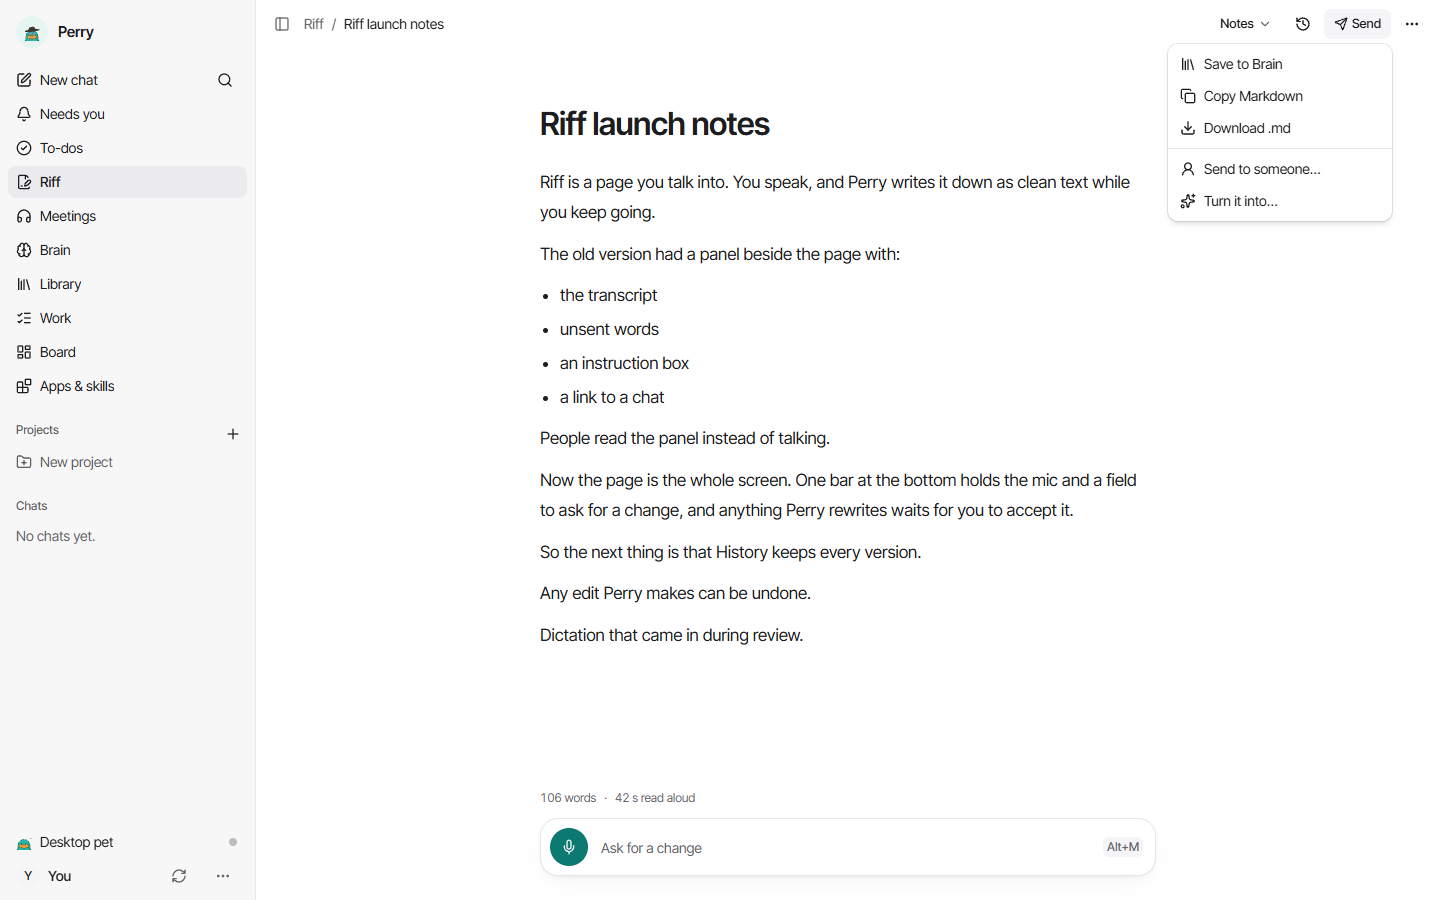 Perry
New chat
Needs you
To-dos
Riff
Meetings
Brain
Library
Work
Board
Apps & skills
Projects
New project
Chats
No chats yet.
Desktop pet
Y You
Riff / Riff launch notes
Notes
Send
Save to Brain
Copy Markdown
Download .md
Send to someone...
Turn it into...
Riff launch notes
Riff is a page you talk into. You speak, and Perry writes it down as clean text while
you keep going.
The old version had a panel beside the page with:
• the transcript
• unsent words
• an instruction box
• a link to a chat
People read the panel instead of talking.
Now the page is the whole screen. One bar at the bottom holds the mic and a field
to ask for a change, and anything Perry rewrites waits for you to accept it.
So the next thing is that History keeps every version.
Any edit Perry makes can be undone.
Dictation that came in during review.
106 words · 42 s read aloud
Ask for a change
Alt+M